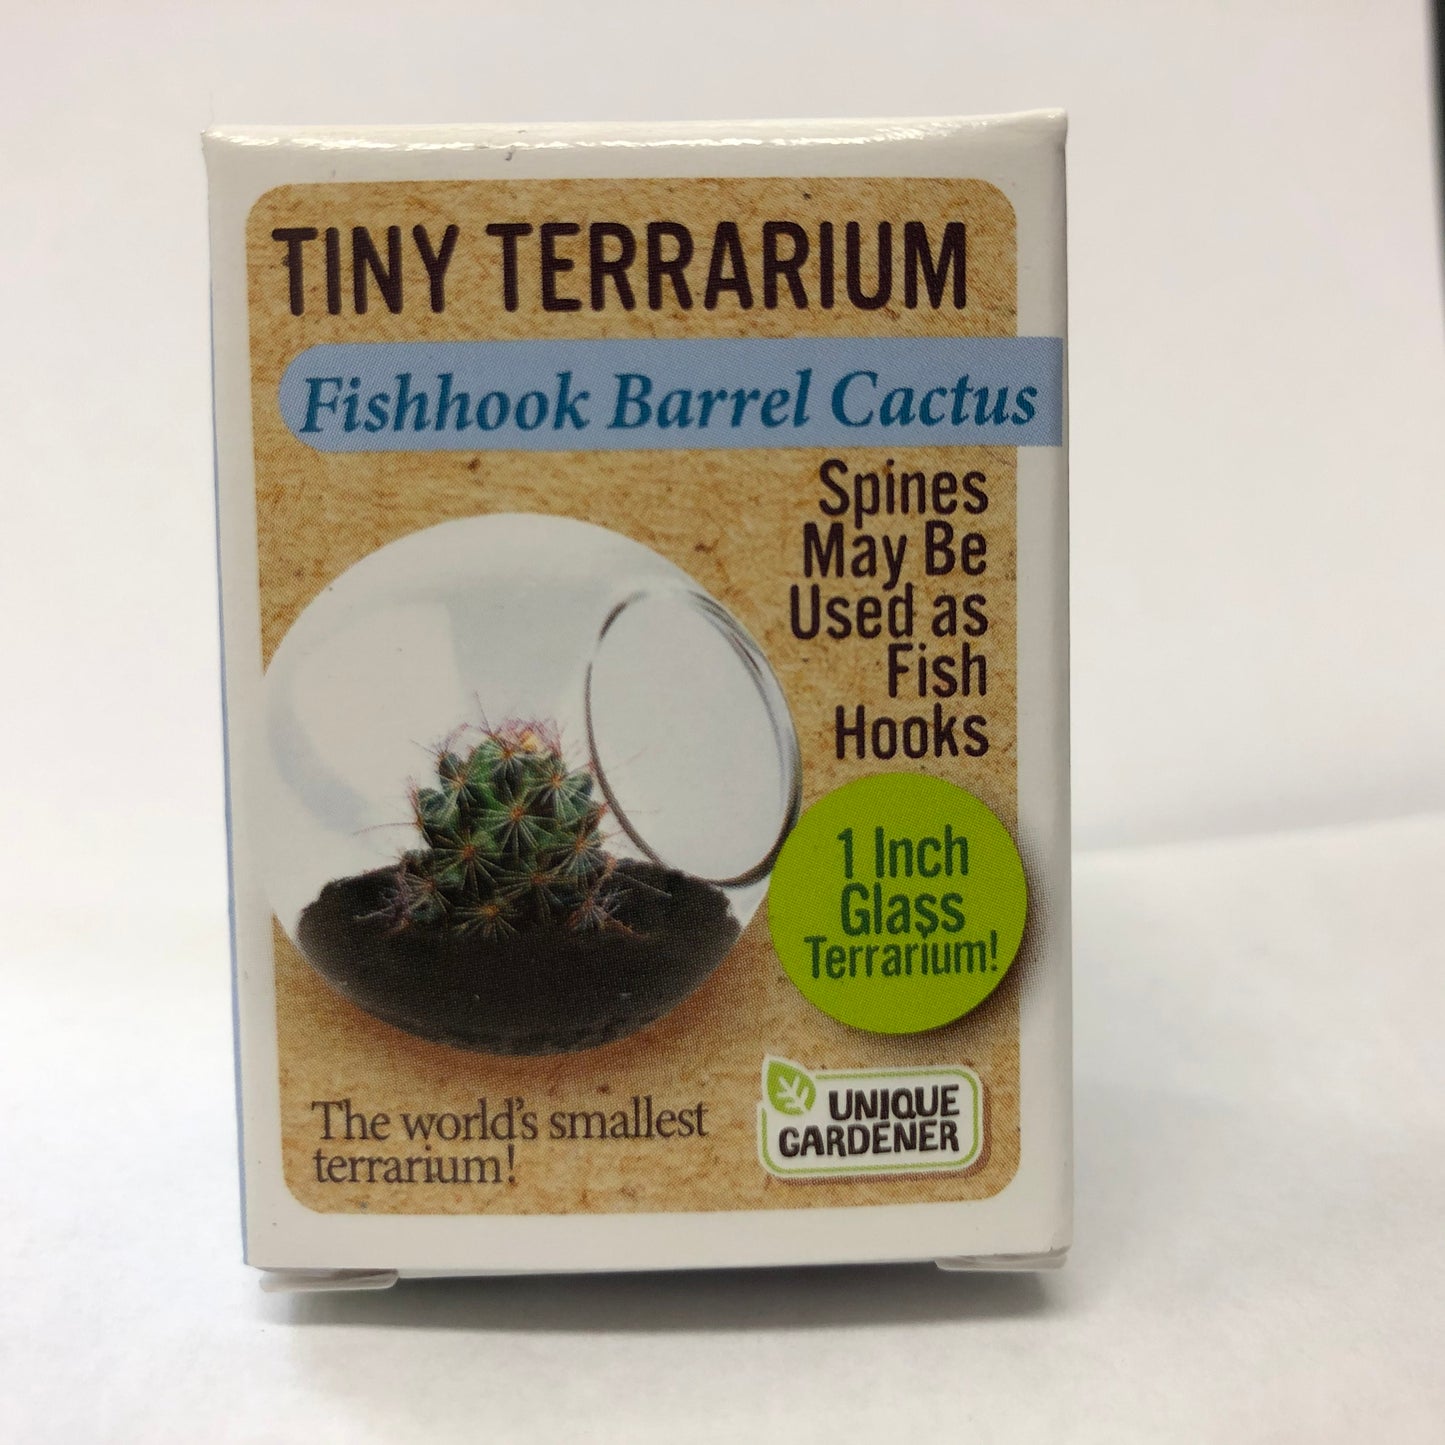 TINY TERRARIUM
Fishhook Barrel Cactus
Spines
May Be
Used as
Fish
Hooks
1 Inch
Glass
Terrarium!
The world's smallest
terrarium!
UNIQUE
GARDENER